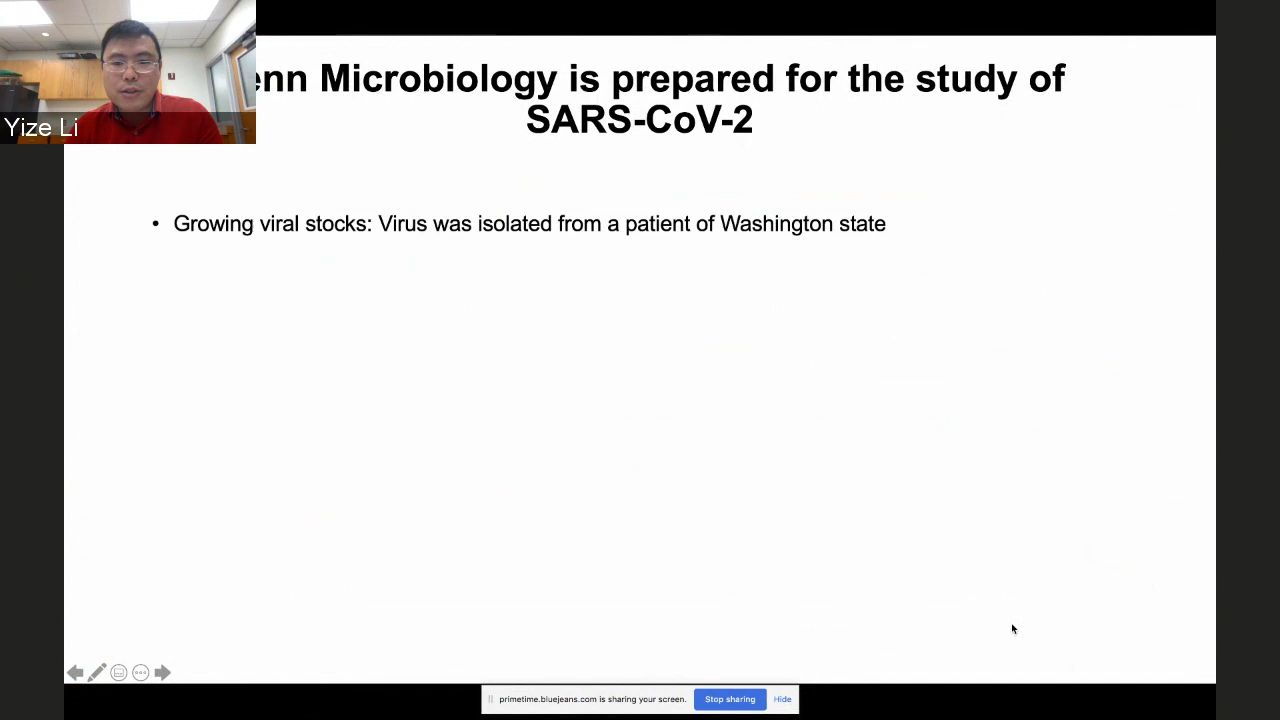 enn Microbiology is prepared for the study of
SARS-CoV-2
Yize Li
• Growing viral stocks: Virus was isolated from a patient of Washington state
primetime.bluejeans.com is sharing your screen. Stop sharing Hide